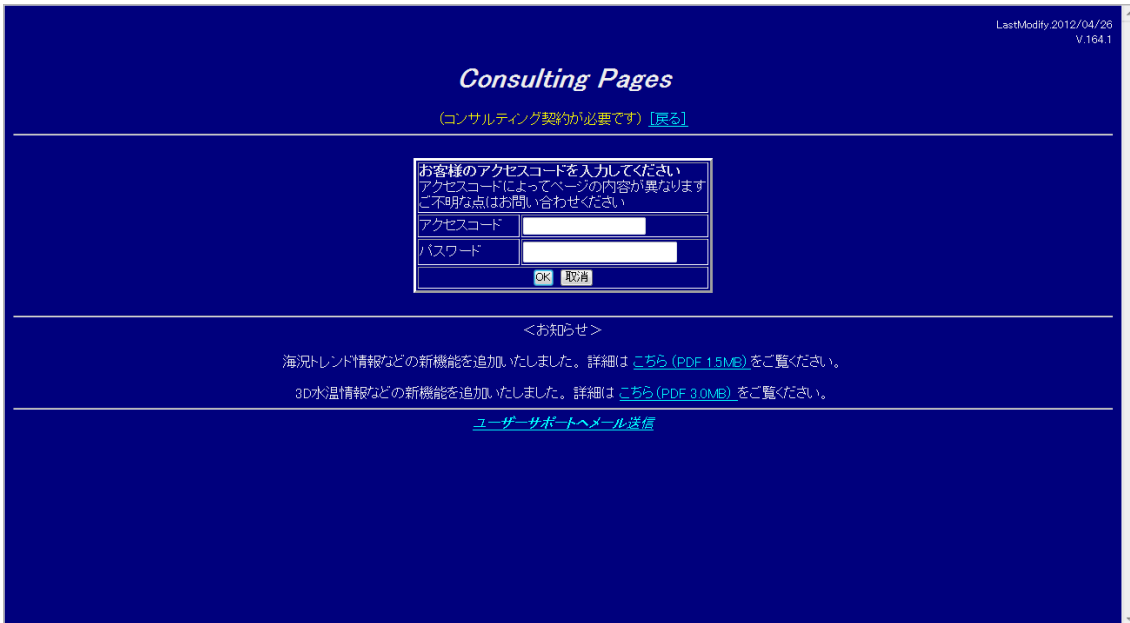 LastModify.2012/04/26
V.164.1
Consulting Pages
(コンサルティング契約が必要です) [戻る]
お客様のアクセスコードを入力してください
アクセスコードによってページの内容が異なります
ご不明な点はお問い合わせください
アクセスコード
パスワード
OK 取消
＜お知らせ＞
海況トレンド情報などの新機能を追加いたしました。詳細は こちら (PDF 1.5MB) をご覧ください。
3D水温情報などの新機能を追加いたしました。詳細は こちら (PDF 3.0MB) をご覧ください。
ユーザーサポートへメール送信